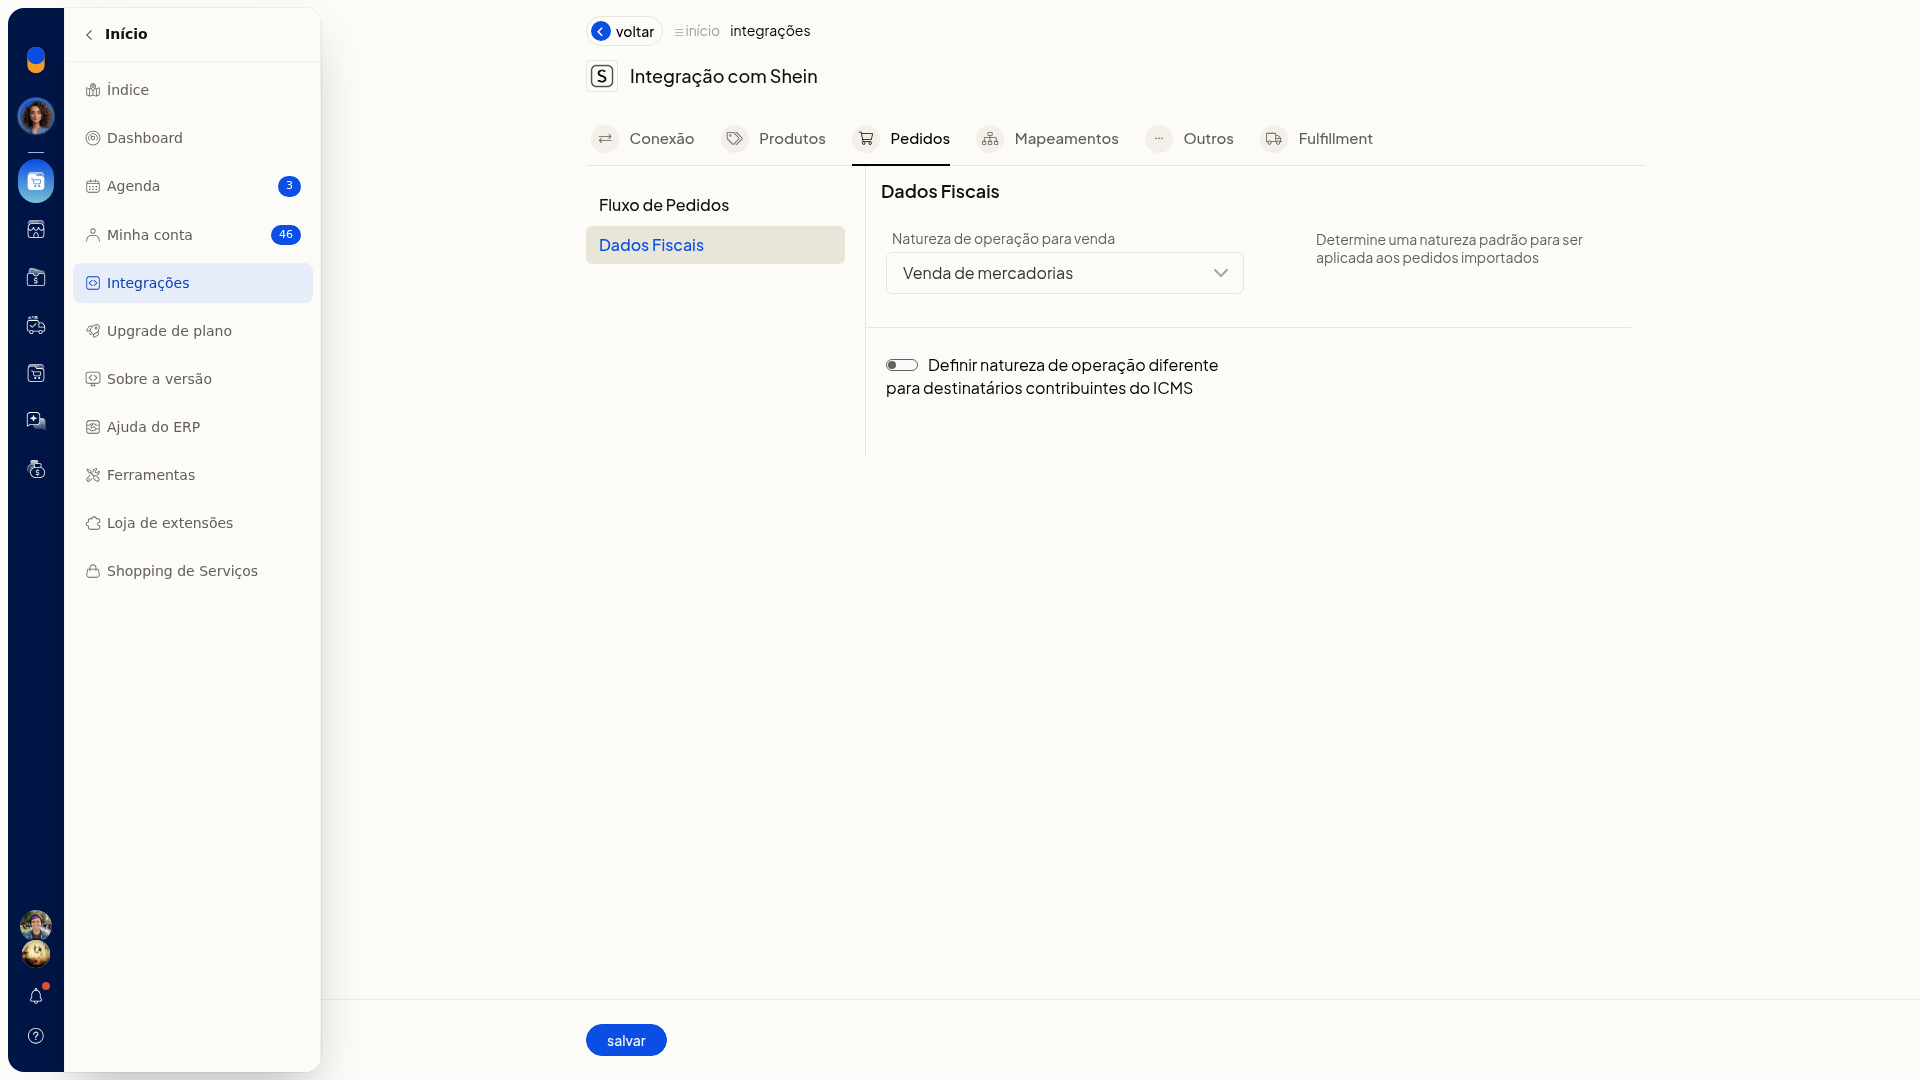 Início
Índice
Dashboard
Agenda
3
Minha conta
46
Integrações
Upgrade de plano
Sobre a versão
Ajuda do ERP
Ferramentas
Loja de extensões
Shopping de Serviços
voltar
início
integrações
S
Integração com Shein
Conexão
Produtos
Pedidos
Mapeamentos
Outros
Fulfillment
Fluxo de Pedidos
Dados Fiscais
Dados Fiscais
Natureza de operação para venda
Venda de mercadorias
Determine uma natureza padrão para ser
aplicada aos pedidos importados
Definir natureza de operação diferente
para destinatários contribuintes do ICMS
salvar